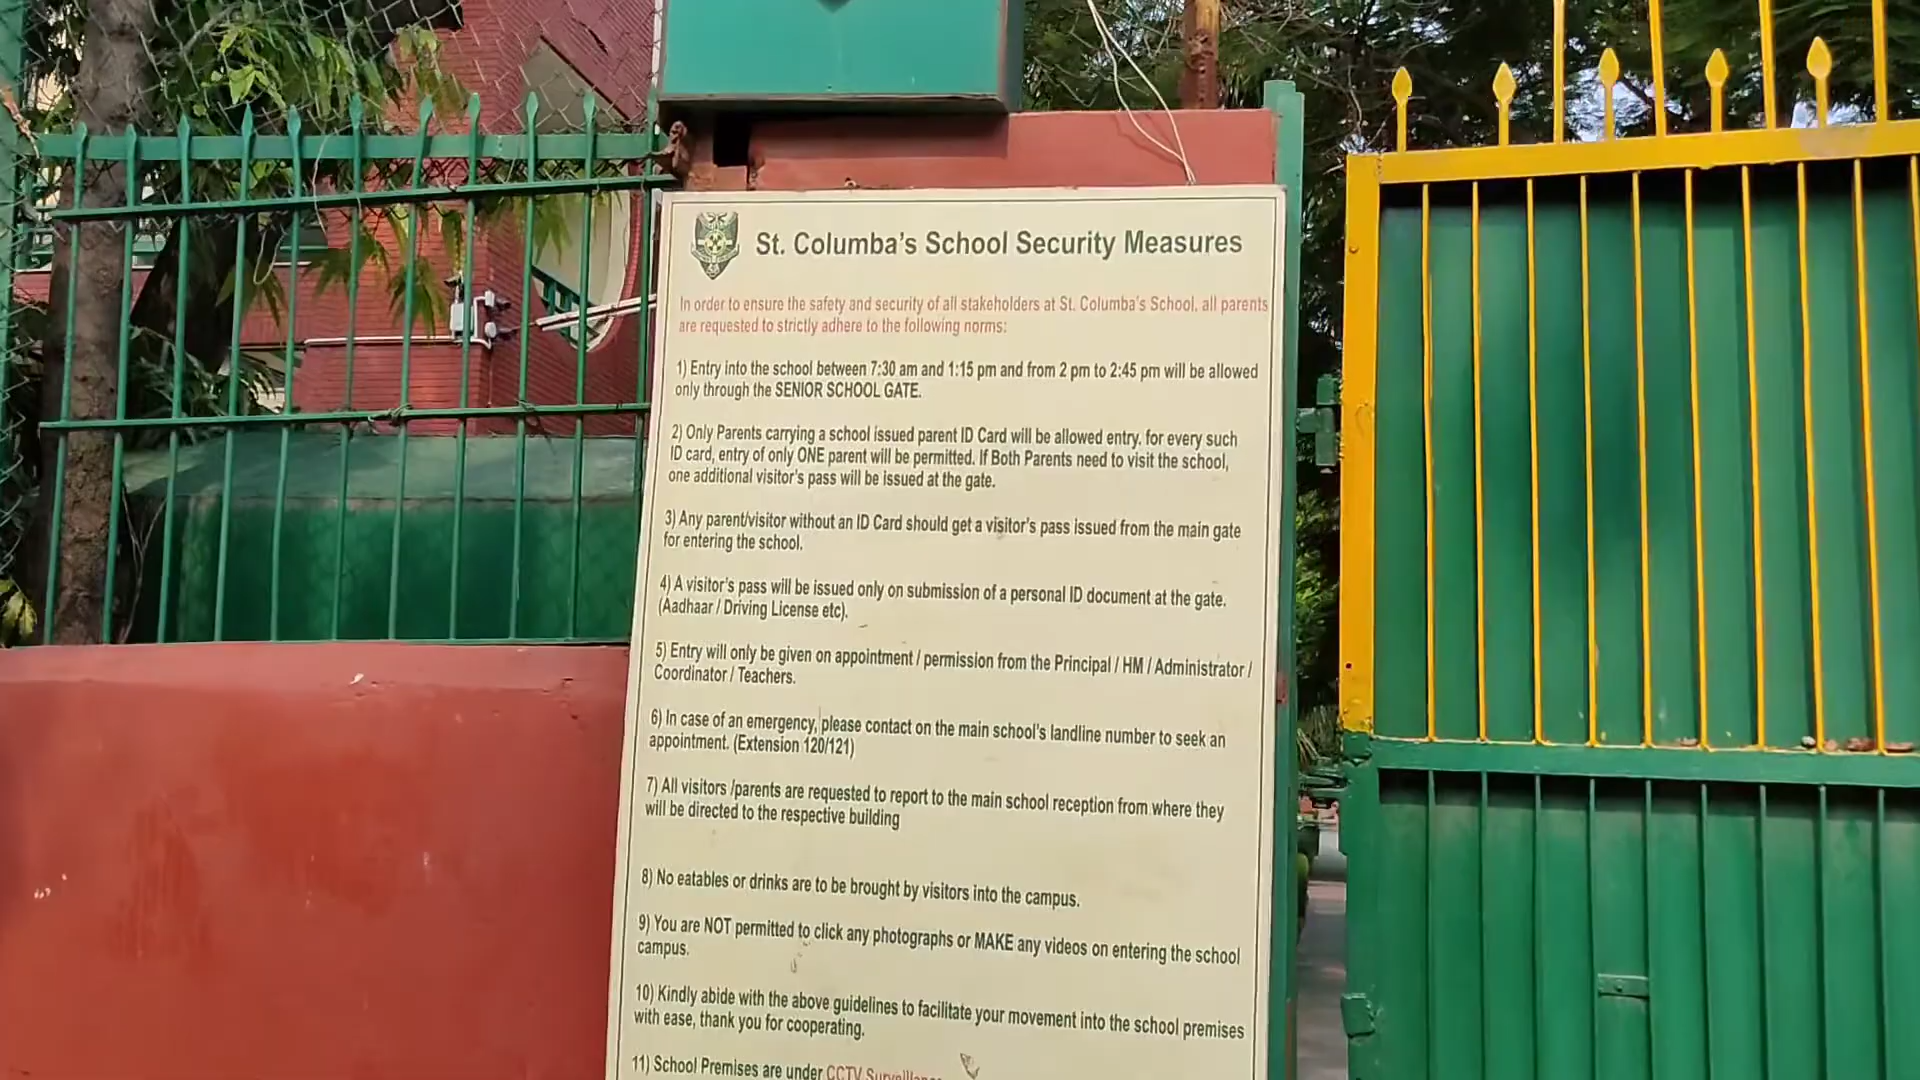 St. Columba's School Security Measures
In order to ensure the safety and security of all stakeholders at St. Columba's School, all parents
are requested to strictly adhere to the following norms:
1) Entry into the school between 7:30 am and 1:15 pm and from 2 pm to 2:45 pm will be allowed
only through the SENIOR SCHOOL GATE.
2) Only Parents carrying a school issued parent ID Card will be allowed entry. for every such
ID card, entry of only ONE parent will be permitted. If Both Parents need to visit the school,
one additional visitor's pass will be issued at the gate.
3) Any parent/visitor without an ID Card should get a visitor's pass issued from the main gate
for entering the school.
4) A visitor's pass will be issued only on submission of a personal ID document at the gate.
(Aadhaar / Driving License etc).
5) Entry will only be given on appointment / permission from the Principal / HM / Administrator /
Coordinator / Teachers.
6) In case of an emergency, please contact on the main school's landline number to seek an
appointment. (Extension 120/121)
7) All visitors /parents are requested to report to the main school reception from where they
will be directed to the respective building
8) No eatables or drinks are to be brought by visitors into the campus.
9) You are NOT permitted to click any photographs or MAKE any videos on entering the school
campus.
10) Kindly abide with the above guidelines to facilitate your movement into the school premises
with ease, thank you for cooperating.
11) School Premises are under CCTV Surveillance